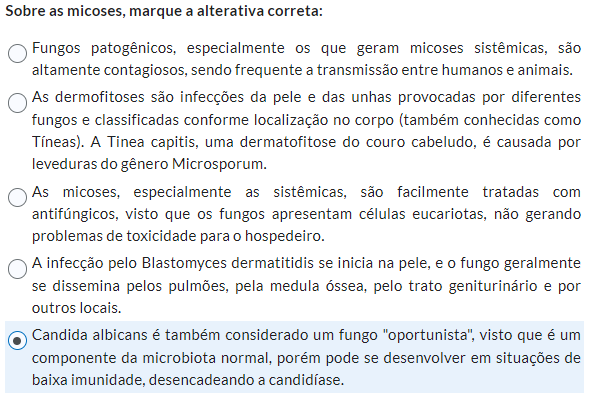 Sobre as micoses, marque a alterativa correta:
Fungos patogênicos, especialmente os que geram micoses sistêmicas, são
altamente contagiosos, sendo frequente a transmissão entre humanos e animais.
As dermofitoses são infecções da pele e das unhas provocadas por diferentes
fungos e classificadas conforme localização no corpo (também conhecidas como
Tíneas). A Tinea capitis, uma dermatofitose do couro cabeludo, é causada por
leveduras do gênero Microsporum.
As micoses, especialmente as sistêmicas, são facilmente tratadas com
antifúngicos, visto que os fungos apresentam células eucariotas, não gerando
problemas de toxicidade para o hospedeiro.
A infecção pelo Blastomyces dermatitidis se inicia na pele, e o fungo geralmente
se dissemina pelos pulmões, pela medula óssea, pelo trato geniturinário e por
outros locais.
Candida albicans é também considerado um fungo "oportunista", visto que é um
componente da microbiota normal, porém pode se desenvolver em situações de
baixa imunidade, desencadeando a candidíase.